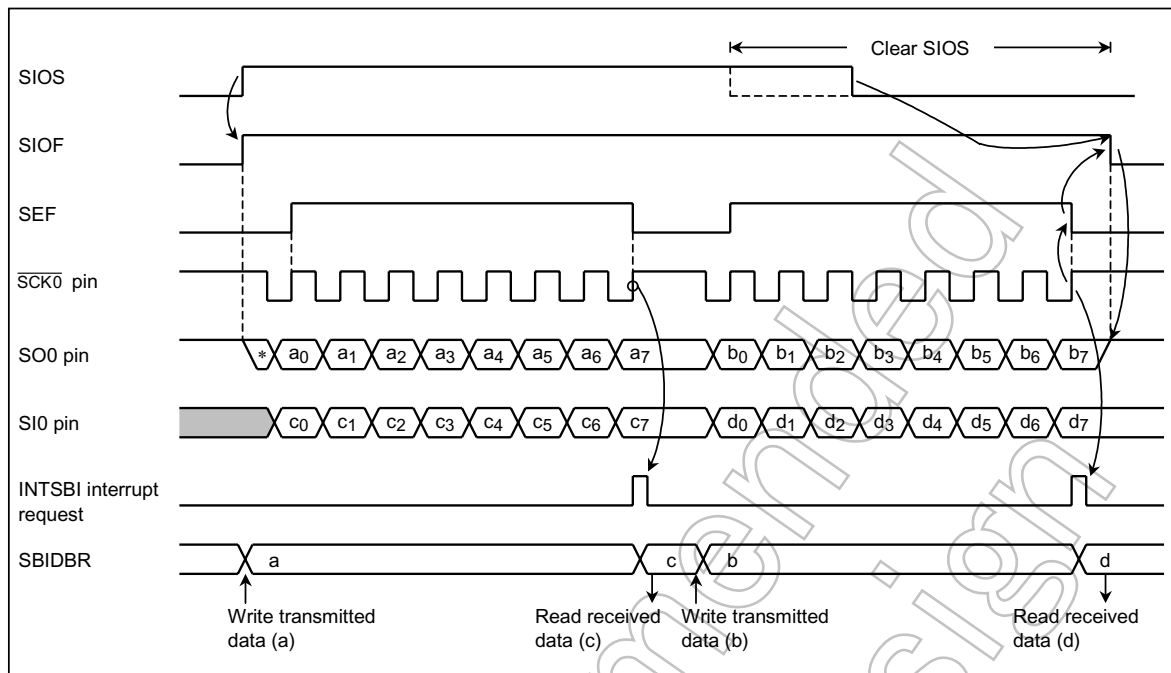 Clear SIOS
SIOS
SIOF
SEF
SCK0 pin
SO0 pin
* a0 a1 a2 a3 a4 a5 a6 a7 b0 b1 b2 b3 b4 b5 b6 b7
SI0 pin
c0 c1 c2 c3 c4 c5 c6 c7 d0 d1 d2 d3 d4 d5 d6 d7
INTSBI interrupt
request
SBIDBR
a c b d
Write transmitted
data (a)
Read received
data (c)
Write transmitted
data (b)
Read received
data (d)
mmended
sign